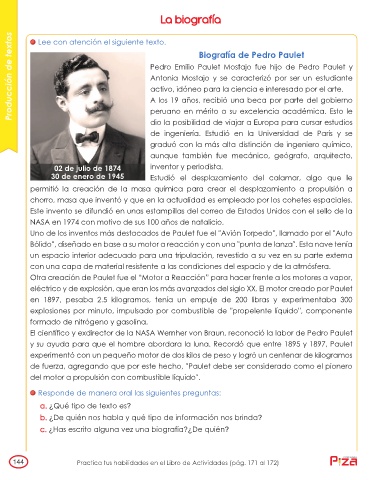 La biografía
Producción de textos
Lee con atención el siguiente texto.
Biografía de Pedro Paulet
Pedro Emilio Paulet Mostajo fue hijo de Pedro Paulet y
Antonia Mostajo y se caracterizó por ser un estudiante
activo, idóneo para la ciencia e interesado por el arte.
A los 19 años, recibió una beca por parte del gobierno
peruano en mérito a su excelencia académica. Esto le
dio la posibilidad de viajar a Europa para cursar estudios
de ingeniería. Estudió en la Universidad de París y se
graduó con la más alta distinción de ingeniero químico,
aunque también fue mecánico, geógrafo, arquitecto,
inventor y periodista.
02 de julio de 1874
30 de enero de 1945
Estudió el desplazamiento del calamar, algo que le
permitió la creación de la masa química para crear el desplazamiento a propulsión a
chorro, masa que inventó y que en la actualidad es empleado por los cohetes espaciales.
Este invento se difundió en unas estampillas del correo de Estados Unidos con el sello de la
NASA en 1974 con motivo de sus 100 años de natalicio.
Uno de los inventos más destacados de Paulet fue el "Avión Torpedo", llamado por el "Auto
Bólido", diseñado en base a su motor a reacción y con una "punta de lanza". Esta nave tenía
un espacio interior adecuado para una tripulación, revestido a su vez en su parte externa
con una capa de material resistente a las condiciones del espacio y de la atmósfera.
Otra creación de Paulet fue el "Motor a Reacción" para hacer frente a los motores a vapor,
eléctrico y de explosión, que eran los más avanzados del siglo XX. El motor creado por Paulet
en 1897, pesaba 2.5 kilogramos, tenía un empuje de 200 libras y experimentaba 300
explosiones por minuto, impulsado por combustible de "propelente líquido", componente
formado de nitrógeno y gasolina.
El científico y exdirector de la NASA Wernher von Braun, reconoció la labor de Pedro Paulet
y su ayuda para que el hombre abordara la luna. Recordó que entre 1895 y 1897, Paulet
experimentó con un pequeño motor de dos kilos de peso y logró un centenar de kilogramos
de fuerza, agregando que por este hecho, "Paulet debe ser considerado como el pionero
del motor a propulsión con combustible líquido".
Responde de manera oral las siguientes preguntas:
a. ¿Qué tipo de texto es?
b. ¿De quién nos habla y qué tipo de información nos brinda?
c. ¿Has escrito alguna vez una biografía?¿De quién?
144
Practica tus habilidades en el Libro de Actividades (pág. 171 al 172)